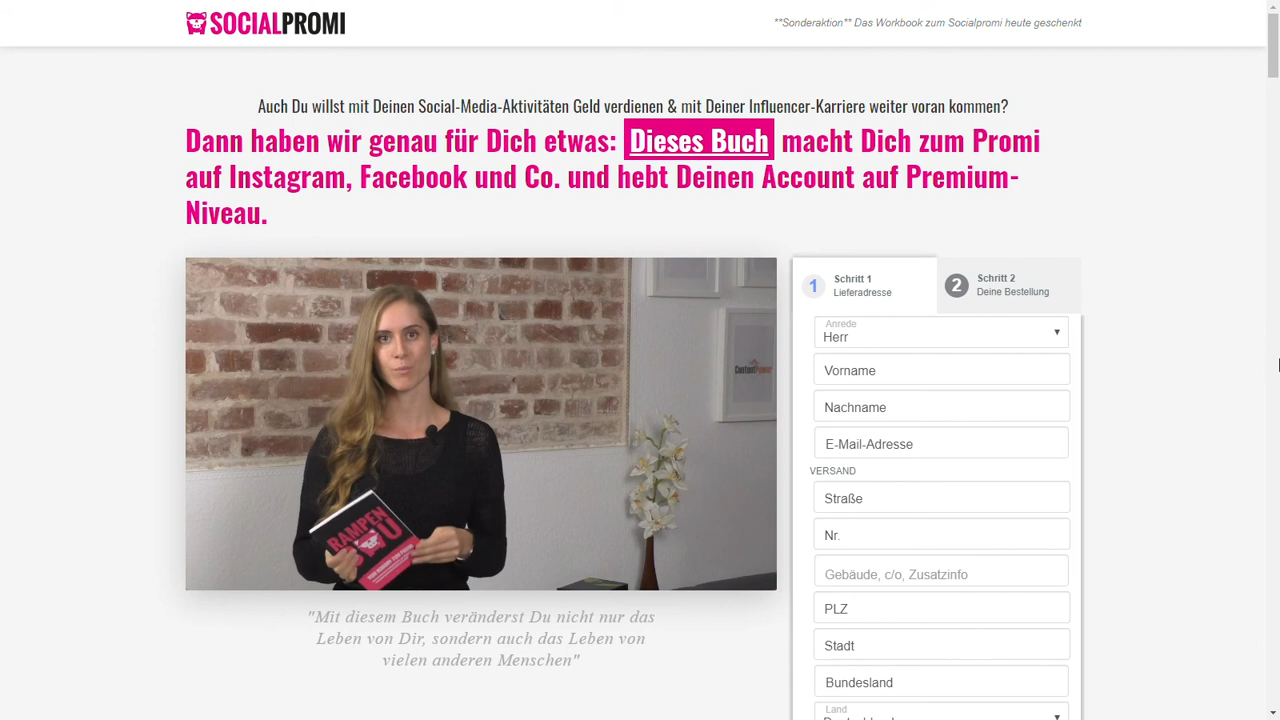 SOCIALPROMI
**Sonderaktion** Das Workbook zum Socialpromi heute geschenkt
Auch Du willst mit Deinen Social-Media-Aktivitäten Geld verdienen & mit Deiner Influencer-Karriere weiter voran kommen?
Dann haben wir genau für Dich etwas: Dieses Buch macht Dich zum Promi
auf Instagram, Facebook und Co. und hebt Deinen Account auf Premium-
Niveau.
ContentPower
RAMPEN
"Mit diesem Buch veränderst Du nicht nur das
Leben von Dir, sondern auch das Leben von
vielen anderen Menschen"
1 Schritt 1
Lieferadresse
2 Schritt 2
Deine Bestellung
Anrede
Herr
Vorname
Nachname
E-Mail-Adresse
VERSAND
Straße
Nr.
Gebäude, c/o, Zusatzinfo
PLZ
Stadt
Bundesland
Land